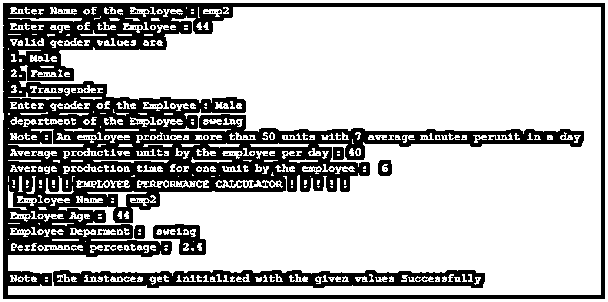 Enter Name of the Employee : emp2
Enter age of the Employee : 44
Valid gender values are
1. Male
2. Female
3. Transgender
Enter gender of the Employee : Male
department of the Employee : sweing
Note : An employee produces more than 50 units with 7 average minutes perunit in a day
Average productive units by the employee per day : 40
Average production time for one unit by the employee : 6
! ! ! ! ! EMPLOYEE PERFORMANCE CALCULATOR ! ! ! ! !
Employee Name : emp2
Employee Age : 44
Employee Deparment : sweing
Performance percentage : 2.4
Note : The instances get initialized with the given values Successfully